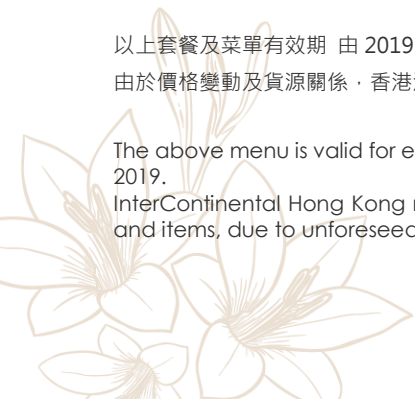 以上套餐及菜單有效期 由 2019
由於價格變動及貨源關係，香港
The above menu is valid for e
2019.
InterContinental Hong Kong
and items, due to unforesee